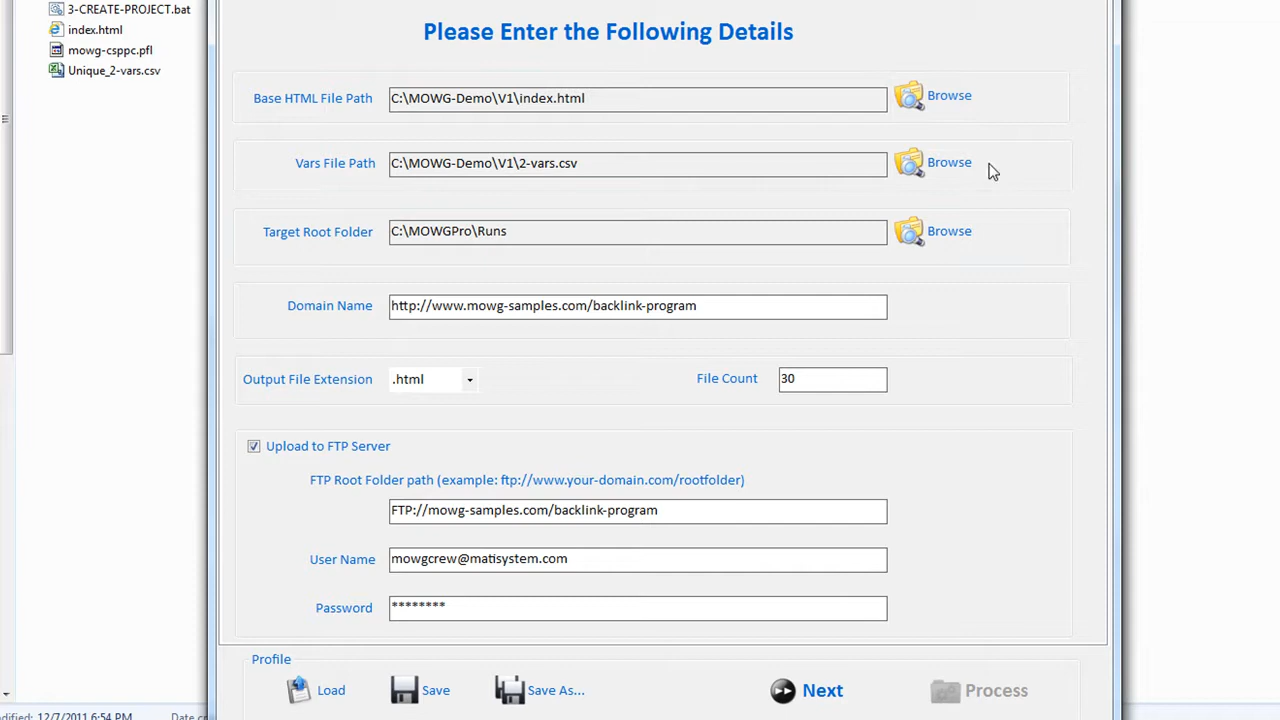 3-CREATE-PROJECT.bat
index.html
mowg-csppc.pfl
Unique_2-vars.csv
Please Enter the Following Details
Base HTML File Path C:\MOWG-Demo\V1\index.html Browse
Vars File Path C:\MOWG-Demo\V1\2-vars.csv Browse
Target Root Folder C:\MOWGPro\Runs Browse
Domain Name http://www.mowg-samples.com/backlink-program
Output File Extension .html File Count 30
Upload to FTP Server
FTP Root Folder path (example: ftp://www.your-domain.com/rootfolder)
FTP://mowg-samples.com/backlink-program
User Name mowgcrew@matisystem.com
Password ********
Profile
Load Save Save As... Next Process
12/7/2011 6:54 PM